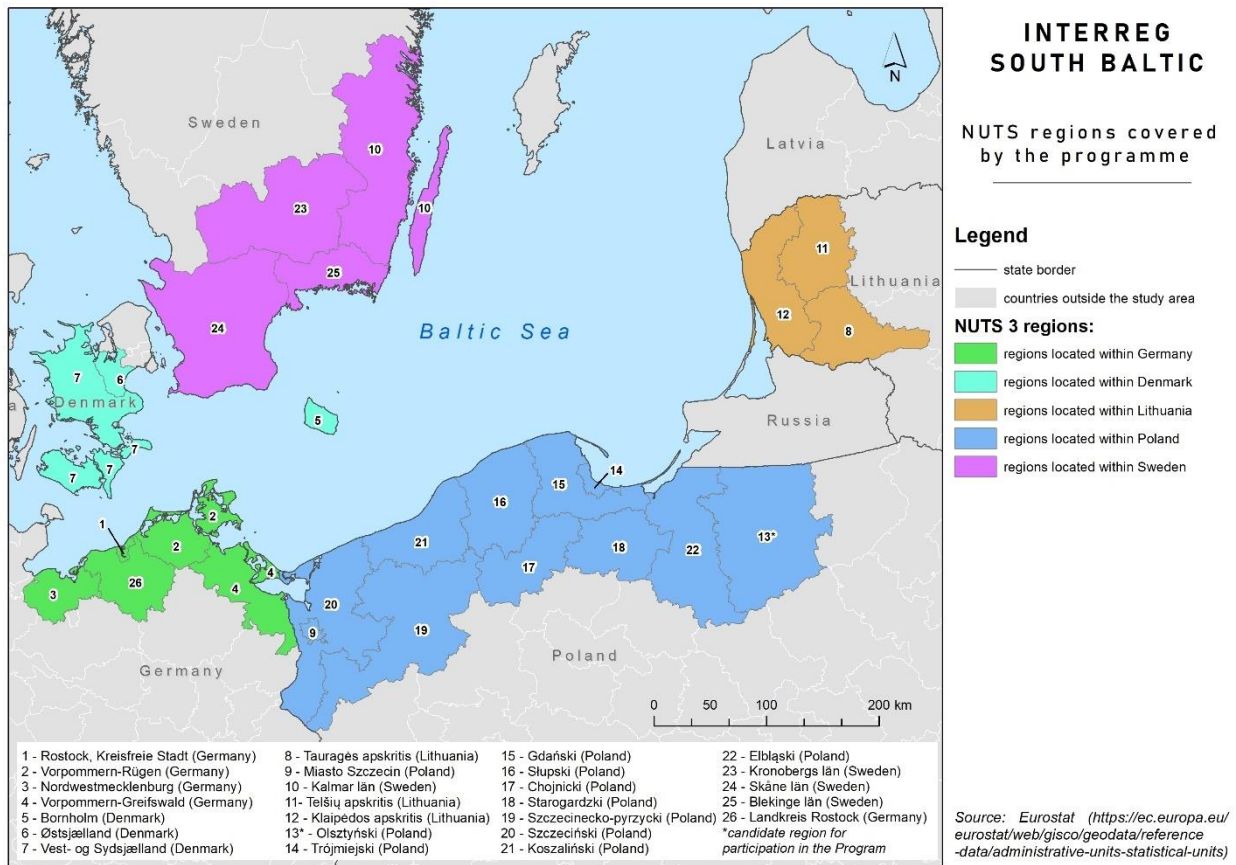 INTERREG
SOUTH BALTIC
NUTS regions covered
by the programme
Legend
state border
countries outside the study area
NUTS 3 regions:
regions located within Germany
regions located within Denmark
regions located within Lithuania
regions located within Poland
regions located within Sweden
Source: Eurostat (https://ec.europa.eu/
eurostat/web/gisco/geodata/reference
-data/administrative-units-statistical-units)
N
Sweden
Latvia
Lithuania
Russia
Denmark
a
Germany
Poland
Baltic Sea
10
10
23
25
24
11
12
8
7
6
7
7
7
5
1
2
2
3
26
4
4
14
15
16
21
22
13*
18
17
20
19
9
0 50 100 200 km
1 - Rostock, Kreisfreie Stadt (Germany)
2 - Vorpommern-Rügen (Germany)
3 - Nordwestmecklenburg (Germany)
4 - Vorpommern-Greifswald (Germany)
5 - Bornholm (Denmark)
6 - Østsjælland (Denmark)
7 - Vest- og Sydsjælland (Denmark)
8 - Tauragės apskritis (Lithuania)
9 - Miasto Szczecin (Poland)
10 - Kalmar län (Sweden)
11- Telšių apskritis (Lithuania)
12 - Klaipėdos apskritis (Lithuania)
13* - Olsztyński (Poland)
14 - Trójmiejski (Poland)
15 - Gdański (Poland)
16 - Słupski (Poland)
17 - Chojnicki (Poland)
18 - Starogardzki (Poland)
19 - Szczecinecko-pyrzycki (Poland)
20 - Szczeciński (Poland)
21 - Koszaliński (Poland)
22 - Elbląski (Poland)
23 - Kronobergs län (Sweden)
24 - Skåne län (Sweden)
25 - Blekinge län (Sweden)
26 - Landkreis Rostock (Germany)
*candidate region for
participation in the Program